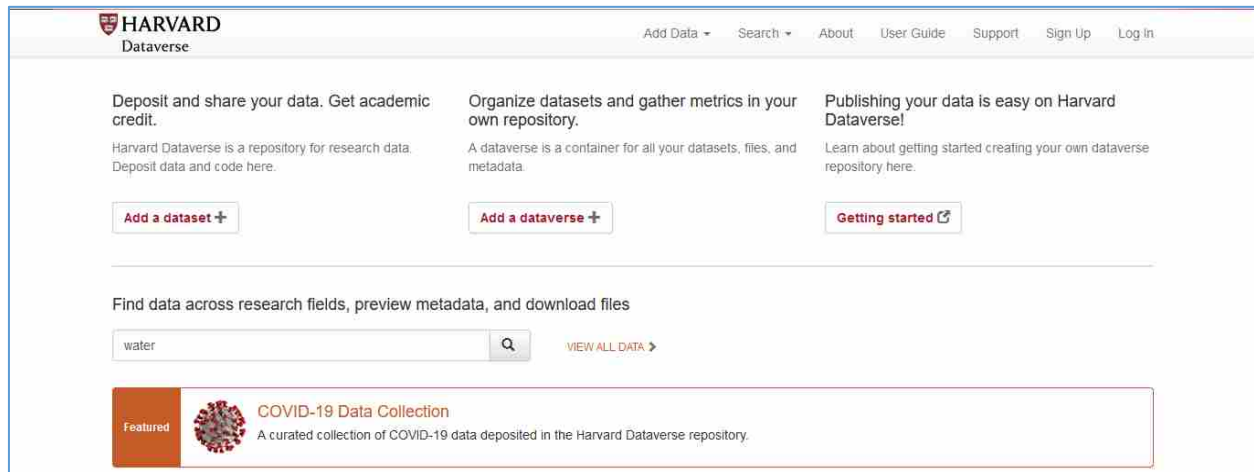 HARVARD
Dataverse
Add Data Search About User Guide Support Sign Up Log In
Deposit and share your data. Get academic
credit.
Harvard Dataverse is a repository for research data.
Deposit data and code here.
Add a dataset
Organize datasets and gather metrics in your
own repository.
A dataverse is a container for all your datasets, files, and
metadata.
Add a dataverse
Publishing your data is easy on Harvard
Dataverse!
Learn about getting started creating your own dataverse
repository here.
Getting started
Find data across research fields, preview metadata, and download files
water
VIEW ALL DATA
Featured
COVID-19 Data Collection
A curated collection of COVID-19 data deposited in the Harvard Dataverse repository.